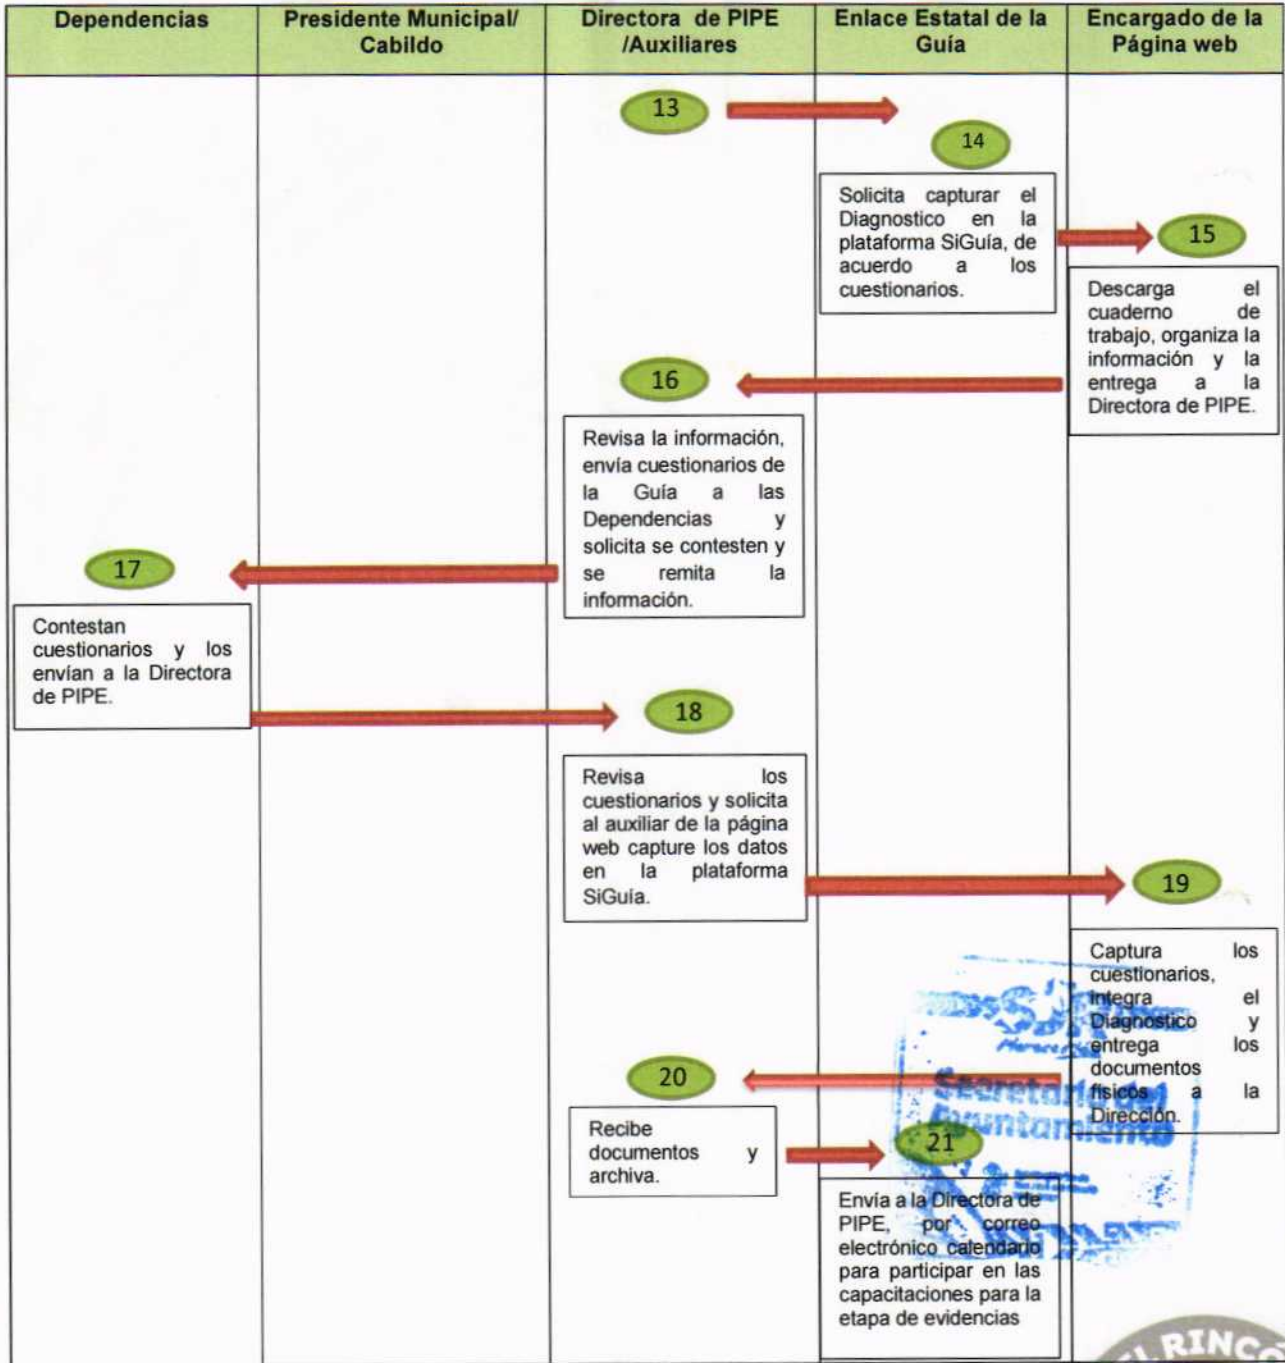 Dependencias
Presidente Municipal/
Cabildo
Directora de PIPE
/Auxiliares
Enlace Estatal de la
Guía
Encargado de la
Página web
13
14
Solicita capturar el
Diagnostico en la
plataforma SiGuía, de
acuerdo a los
cuestionarios.
15
Descarga el
cuaderno de
trabajo, organiza la
información y la
entrega a la
Directora de PIPE.
16
Revisa la información,
envía cuestionarios de
la Guía a las
Dependencias y
solicita se contesten y
se remita la
información.
17
Contestan
cuestionarios y los
envían a la Directora
de PIPE.
18
Revisa los
cuestionarios y solicita
al auxiliar de la página
web capture los datos
en la plataforma
SiGuía.
19
Captura los
cuestionarios,
integra el
Diagnostico y
entrega los
documentos
físicos a la
Dirección.
20
Recibe
documentos y
archiva.
21
Envía a la Directora de
PIPE, por correo
electrónico calendario
para participar en las
capacitaciones para la
etapa de evidencias
Ayuntamiento